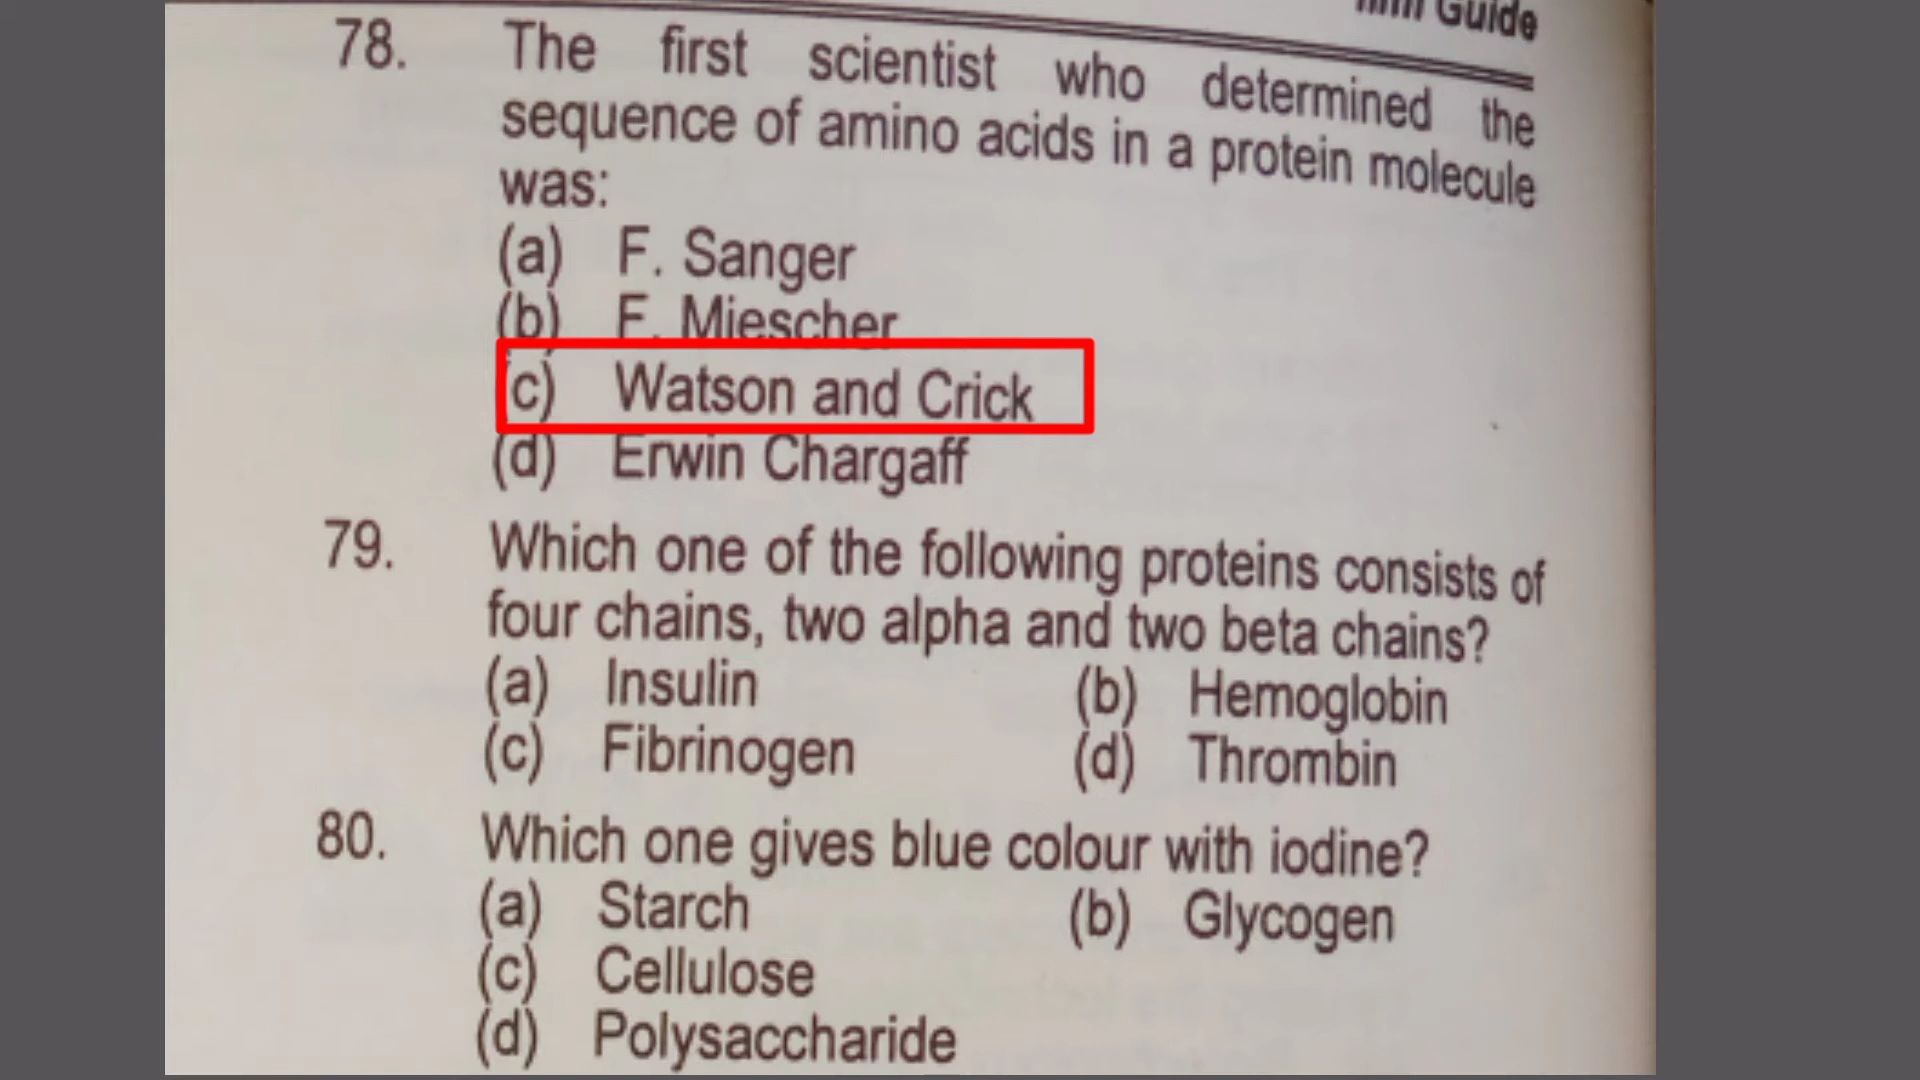 Guide
78. The first scientist who determined the
sequence of amino acids in a protein molecule
was:
(a) F. Sanger
(b) F. Miescher
(c) Watson and Crick
(d) Erwin Chargaff
79. Which one of the following proteins consists of
four chains, two alpha and two beta chains?
(a) Insulin (b) Hemoglobin
(c) Fibrinogen (d) Thrombin
80. Which one gives blue colour with iodine?
(a) Starch (b) Glycogen
(c) Cellulose
(d) Polysaccharide